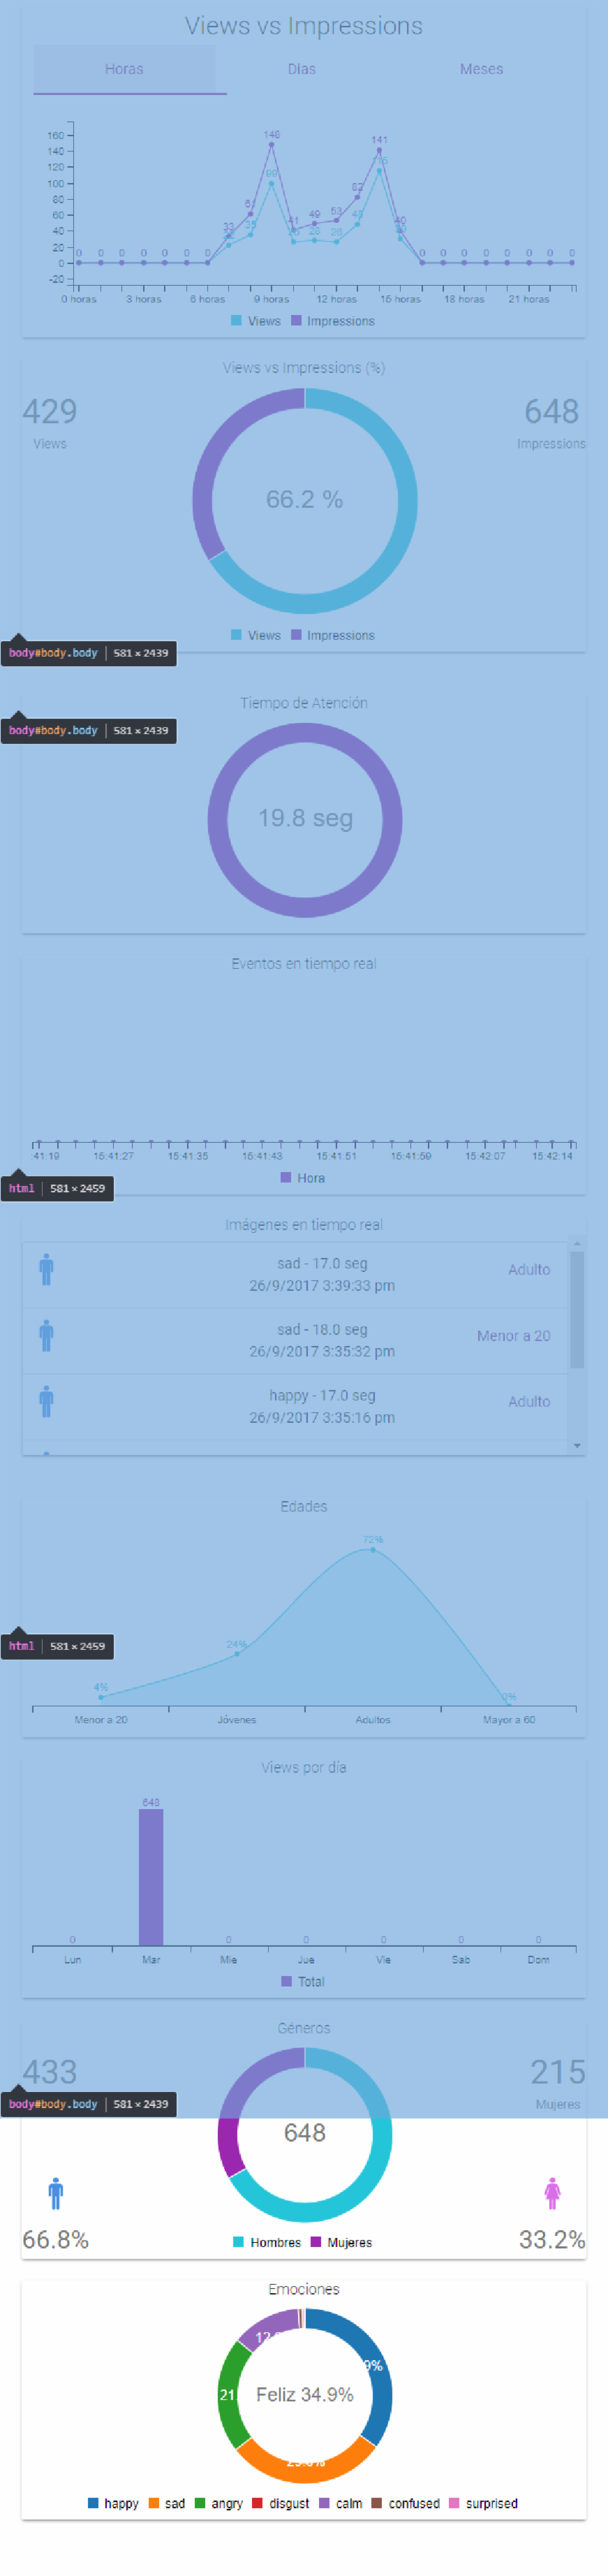 Views vs Impressions
Horas Días Meses
160
140
120
100
80
60
40
20
0
-20
148
141
99
116
61
82
33
35
41
49
53
48
40
28
26
0 0 0 0 0 0 0
0 0 0 0 0 0 0 0
0 horas 3 horas 6 horas 9 horas 12 horas 15 horas 18 horas 21 horas
Views Impressions
Views vs Impressions (%)
429
Views
648
Impressions
66.2 %
Views Impressions
body#body.body | 581 × 2439
Tiempo de Atención
body#body.body | 581 × 2439
19.8 seg
Eventos en tiempo real
:41:19 15:41:27 15:41:35 15:41:43 15:41:51 15:41:59 15:42:07 15:42:14
Hora
html | 581 × 2459
Imágenes en tiempo real
sad - 17.0 seg
26/9/2017 3:39:33 pm
Adulto
sad - 18.0 seg
26/9/2017 3:35:32 pm
Menor a 20
happy - 17.0 seg
26/9/2017 3:35:16 pm
Adulto
Edades
72%
24%
html | 581 × 2459
4%
0%
Menor a 20 Jóvenes Adultos Mayor a 60
Views por día
648
0 0 0 0 0 0
Lun Mar Mie Jue Vie Sab Dom
Total
Géneros
433
215
body#body.body | 581 × 2439
Mujeres
648
66.8%
33.2%
Hombres Mujeres
Emociones
9%
21
Feliz 34.9%
happy sad angry disgust calm confused surprised